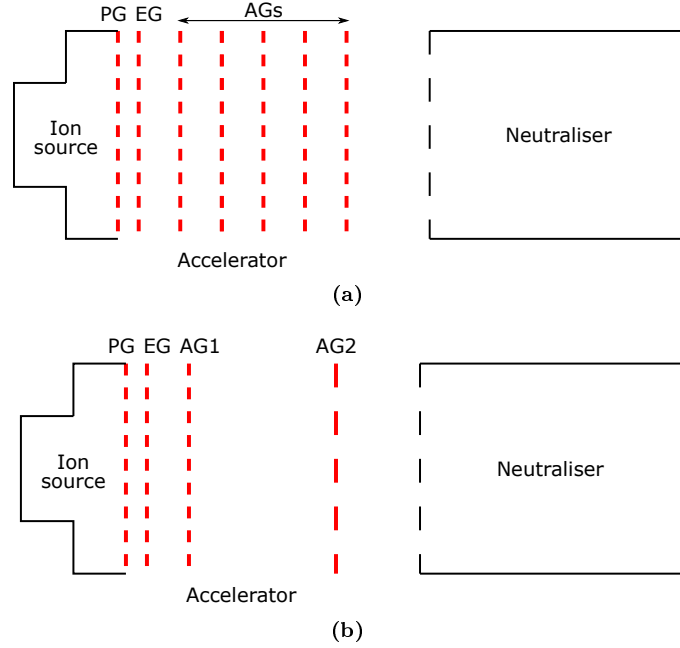 PG EG AGs
Ion
source
Neutraliser
Accelerator
(a)
PG EG AG1 AG2
Ion
source
Neutraliser
Accelerator
(b)